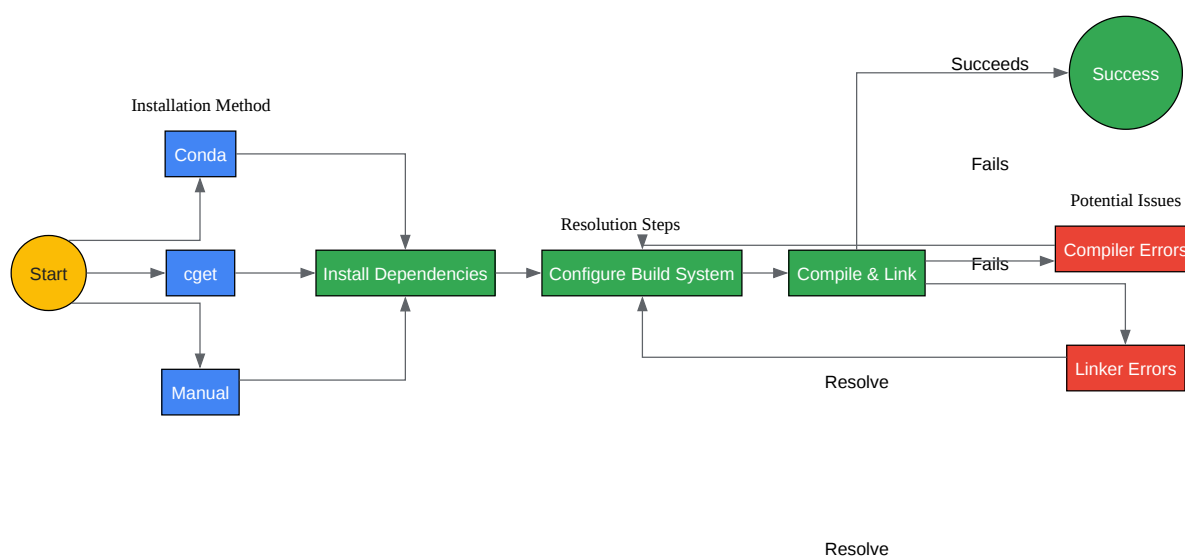 Succeeds
Success
Installation Method
Conda
Fails
Potential Issues
Resolution Steps
Compiler Errors
Start
cget
Install Dependencies
Configure Build System
Compile & Link
Fails
Manual
Linker Errors
Resolve
Resolve